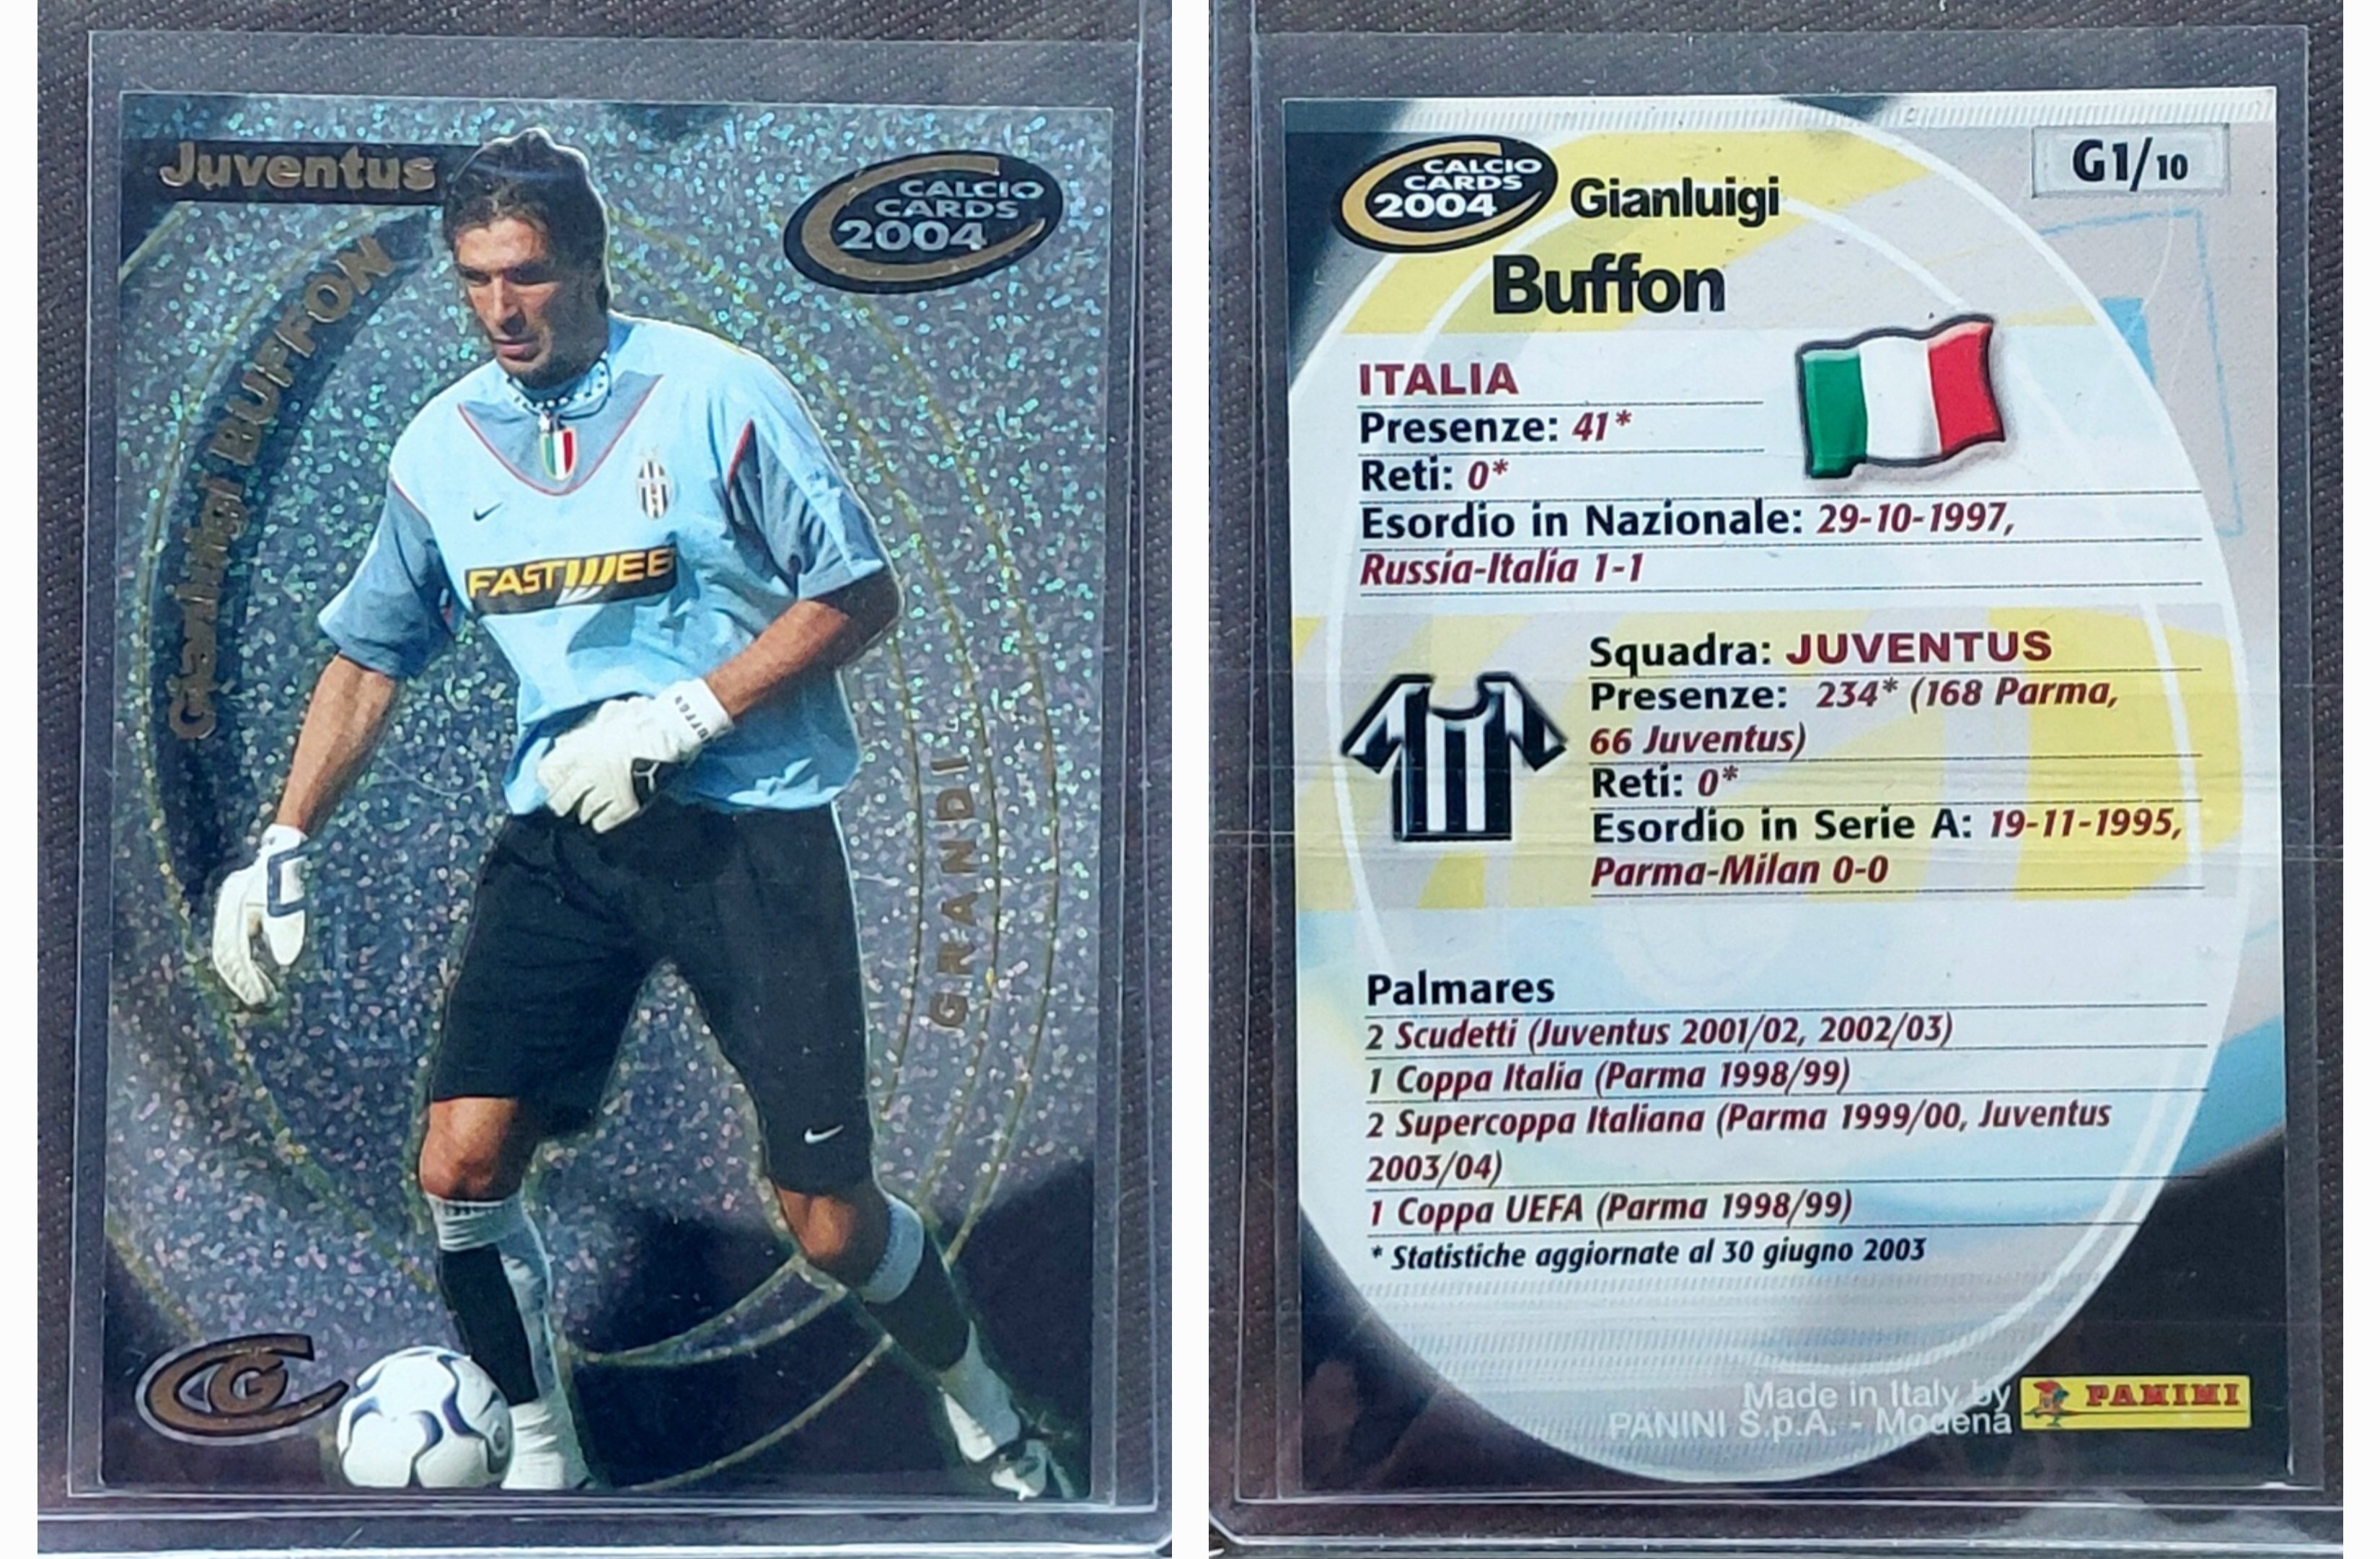 Juventus
CALCIO
CARDS
2004
Gianluigi BUFFON
FASTWEB
BUFFON
GRANDI
G
CALCIO
CARDS
2004
Gianluigi
Buffon
G1/10
ITALIA
Presenze: 41*
Reti: 0*
Esordio in Nazionale: 29-10-1997,
Russia-Italia 1-1
Squadra: JUVENTUS
Presenze: 234* (168 Parma,
66 Juventus)
Reti: 0*
Esordio in Serie A: 19-11-1995,
Parma-Milan 0-0
Palmares
2 Scudetti (Juventus 2001/02, 2002/03)
1 Coppa Italia (Parma 1998/99)
2 Supercoppa Italiana (Parma 1999/00, Juventus
2003/04)
1 Coppa UEFA (Parma 1998/99)
* Statistiche aggiornate al 30 giugno 2003
Made in Italy by
PANINI S.p.A. - Modena
PANINI